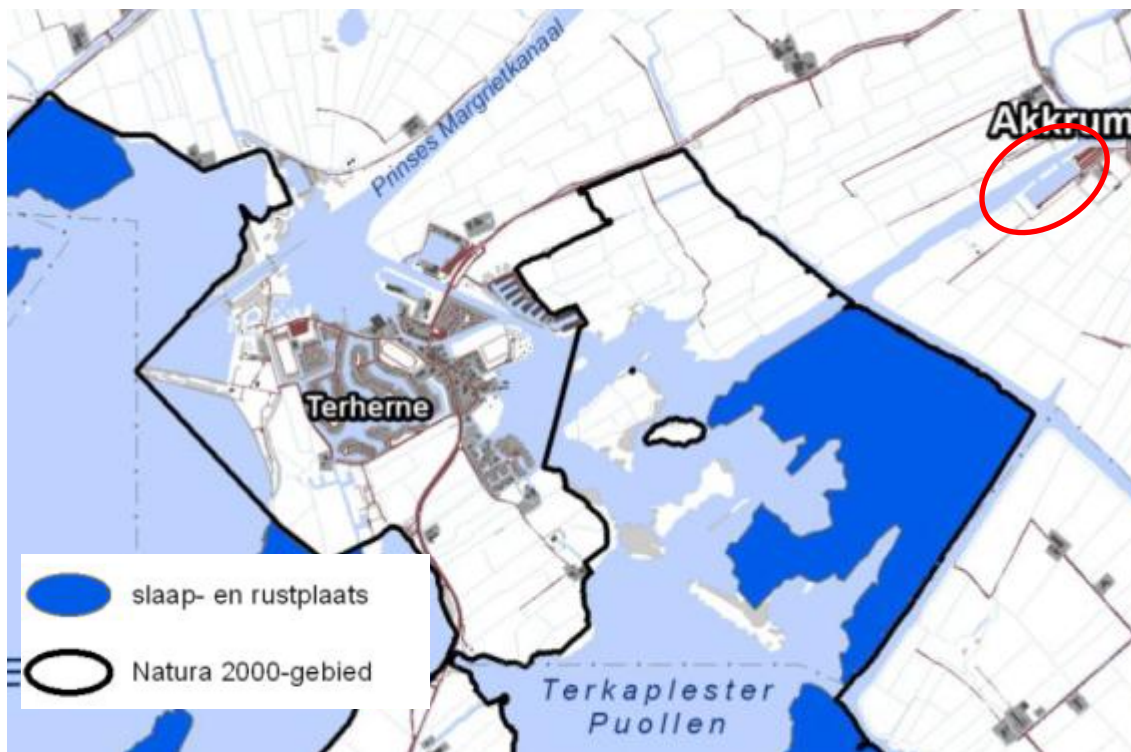 Prinses Margrietkanaal
Akkrum
Terherne
slaap- en rustplaats
Natura 2000-gebied
Terkaplester
Puollen